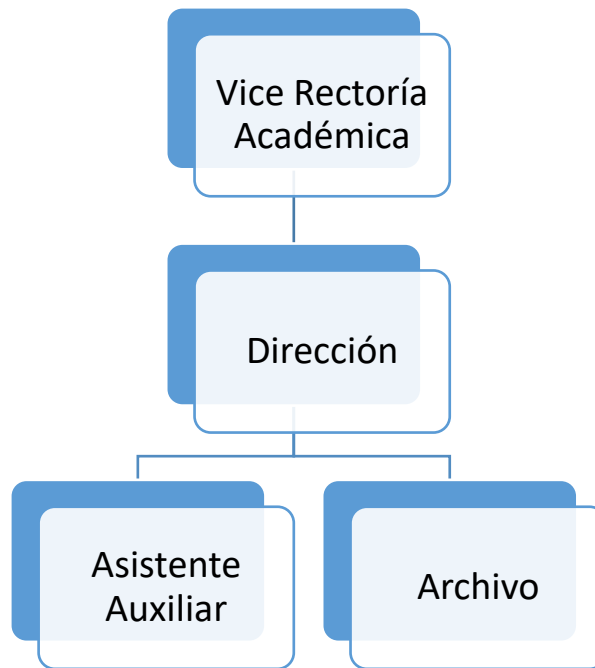 Vice Rectoría
Académica
Dirección
Asistente
Auxiliar
Archivo